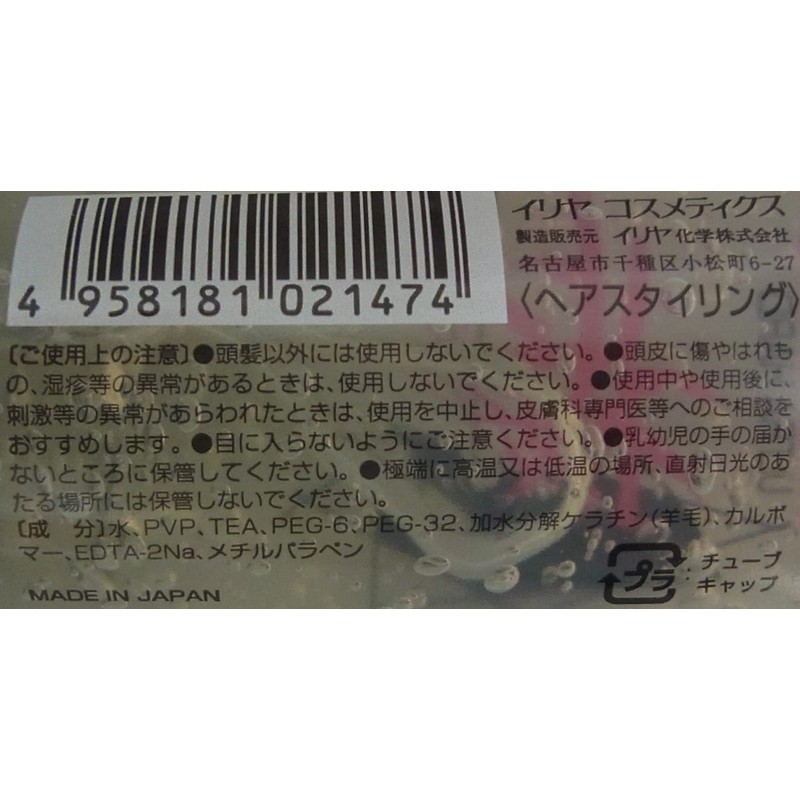 イリヤ コスメティクス
製造販売元 イリヤ化学株式会社
名古屋市千種区小松町6-27
4 958181 021474
〈ヘアスタイリング〉
〔ご使用上の注意〕●頭髪以外には使用しないでください。●頭皮に傷やはれも
の、湿疹等の異常があるときは、使用しないでください。●使用中や使用後に、
刺激等の異常があらわれたときは、使用を中止し、皮膚科専門医等へのご相談を
おすすめします。●目に入らないようにご注意ください。●乳幼児の手の届か
ないところに保管してください。●極端に高温又は低温の場所、直射日光のあ
たる場所には保管しないでください。
〔成 分〕水、PVP、TEA、PEG-6、PEG-32、加水分解ケラチン(羊毛)、カルボ
マー、EDTA-2Na、メチルパラベン
プラ:チューブ
キャップ
MADE IN JAPAN